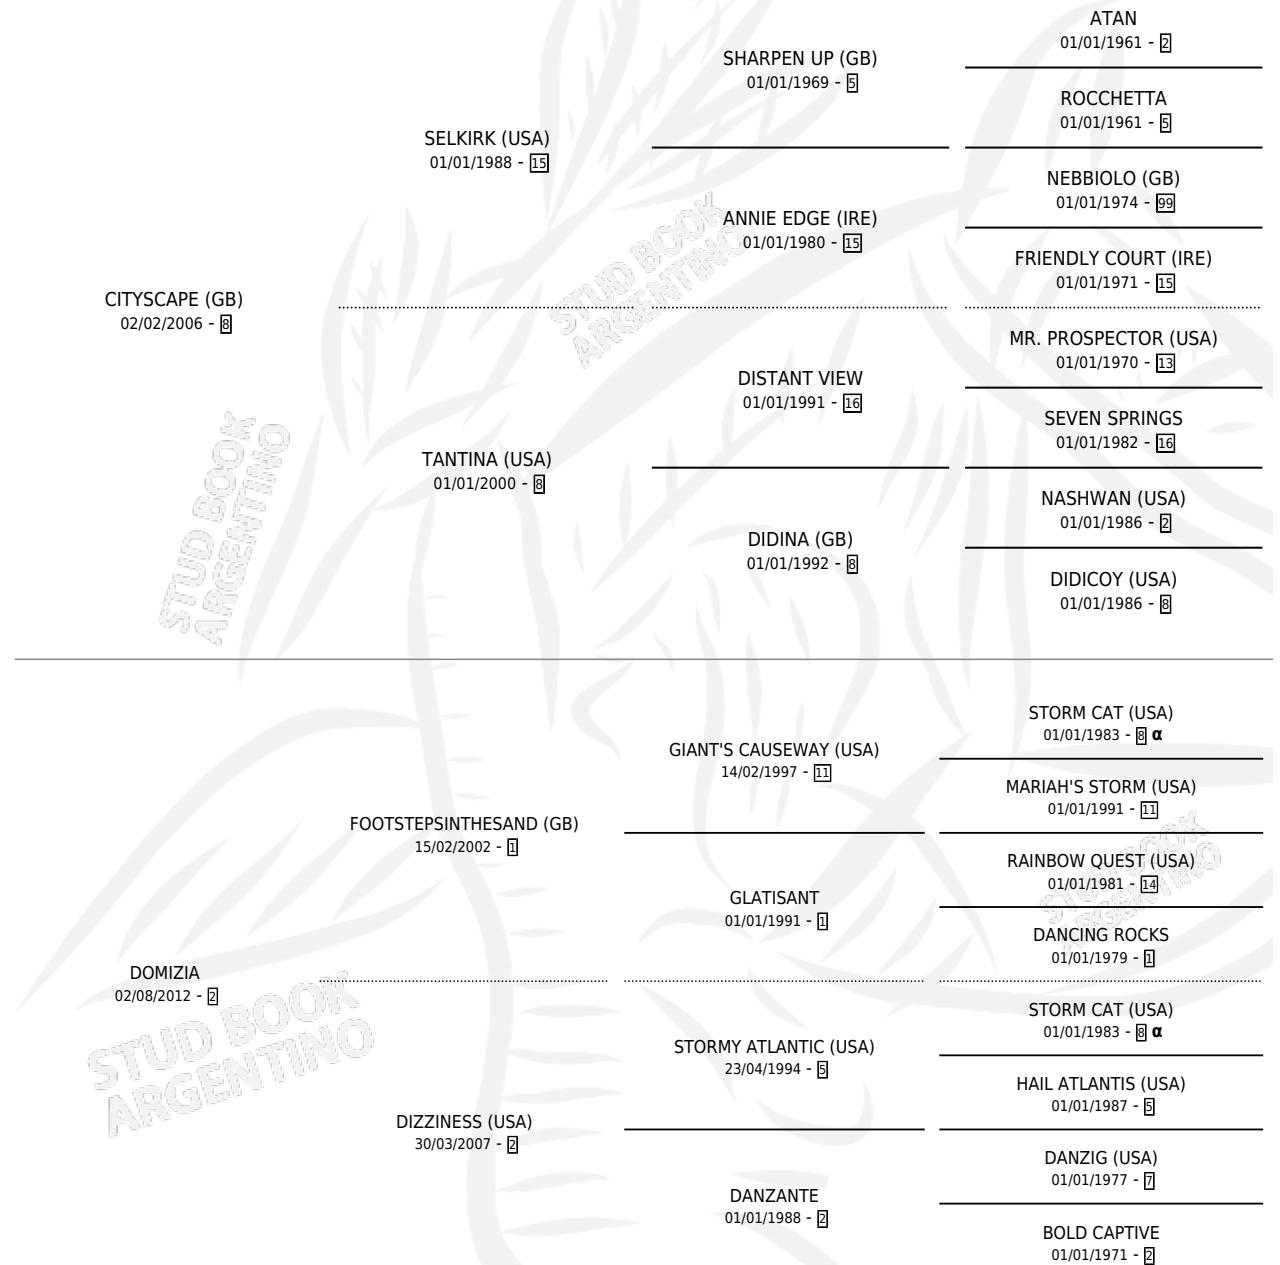 ATAN
01/01/1961 - 2
SHARPEN UP (GB)
01/01/1969 - 5
ROCCHETTA
01/01/1961 - 5
SELKIRK (USA)
01/01/1988 - 15
NEBBIOLO (GB)
01/01/1974 - 99
ANNIE EDGE (IRE)
01/01/1980 - 15
FRIENDLY COURT (IRE)
01/01/1971 - 15
STUD BOOK
ARGENTINO
CITYSCAPE (GB)
02/02/2006 - 8
MR. PROSPECTOR (USA)
01/01/1970 - 13
DISTANT VIEW
01/01/1991 - 16
SEVEN SPRINGS
01/01/1982 - 16
TANTINA (USA)
01/01/2000 - 8
NASHWAN (USA)
01/01/1986 - 2
DIDINA (GB)
01/01/1992 - 8
DIDICOY (USA)
01/01/1986 - 8
STUD BOOK
ARGENTINO
STORM CAT (USA)
01/01/1983 - 8 α
GIANT'S CAUSEWAY (USA)
14/02/1997 - 11
MARIAH'S STORM (USA)
01/01/1991 - 11
FOOTSTEPSINTHESAND (GB)
15/02/2002 - 1
RAINBOW QUEST (USA)
01/01/1981 - 14
GLATISANT
01/01/1991 - 1
DANCING ROCKS
01/01/1979 - 1
STUD BOOK
ARGENTINO
DOMIZIA
02/08/2012 - 2
STORM CAT (USA)
01/01/1983 - 8 α
STORMY ATLANTIC (USA)
23/04/1994 - 5
HAIL ATLANTIS (USA)
01/01/1987 - 5
DIZZINESS (USA)
30/03/2007 - 2
DANZIG (USA)
01/01/1977 - 7
DANZANTE
01/01/1988 - 2
BOLD CAPTIVE
01/01/1971 - 2
STUD BOOK
ARGENTINO